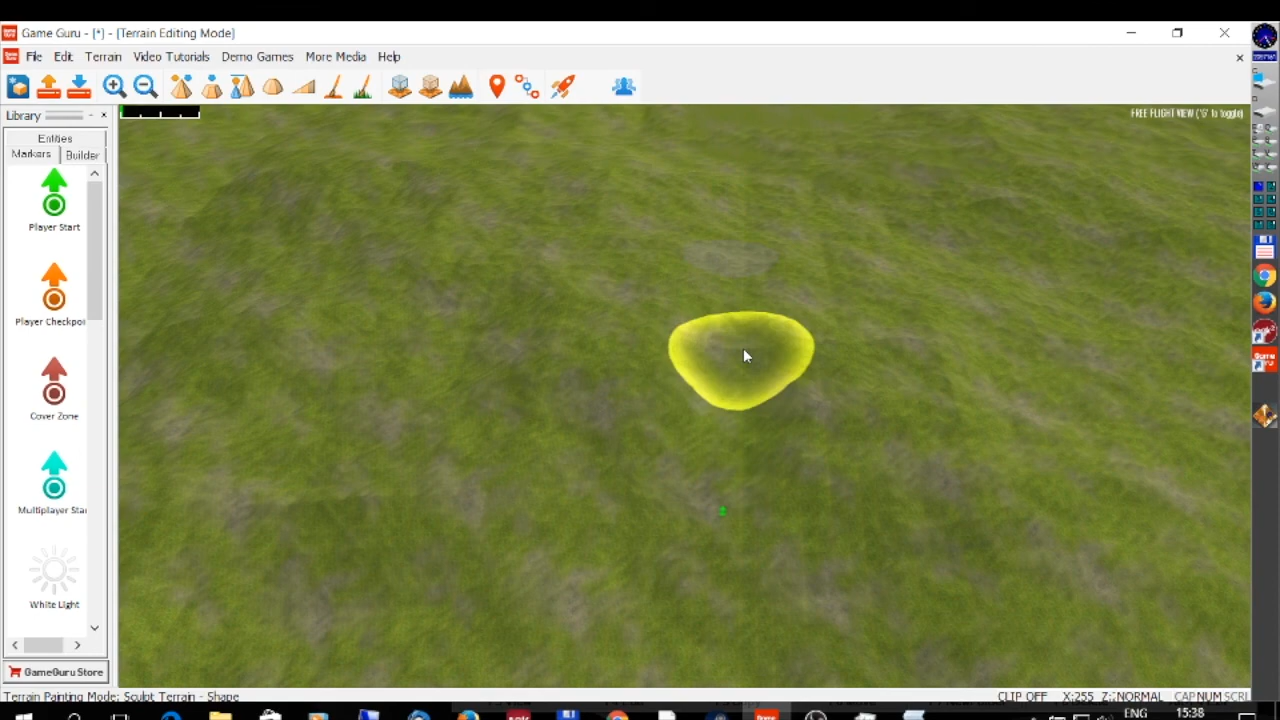 Game Guru - (*) - [Terrain Editing Mode]
File Edit Terrain Video Tutorials Demo Games More Media Help
Library
FREE FLIGHT VIEW ('G' to toggle)
Entities
Markers Builder
Player Start
Player Checkpoi
Cover Zone
Multiplayer Star
White Light
GameGuru Store
Terrain Painting Mode: Sculpt Terrain - Shape
CLIP OFF X:255 Z: NORMAL CAP NUM SCRL
ENG 15:38